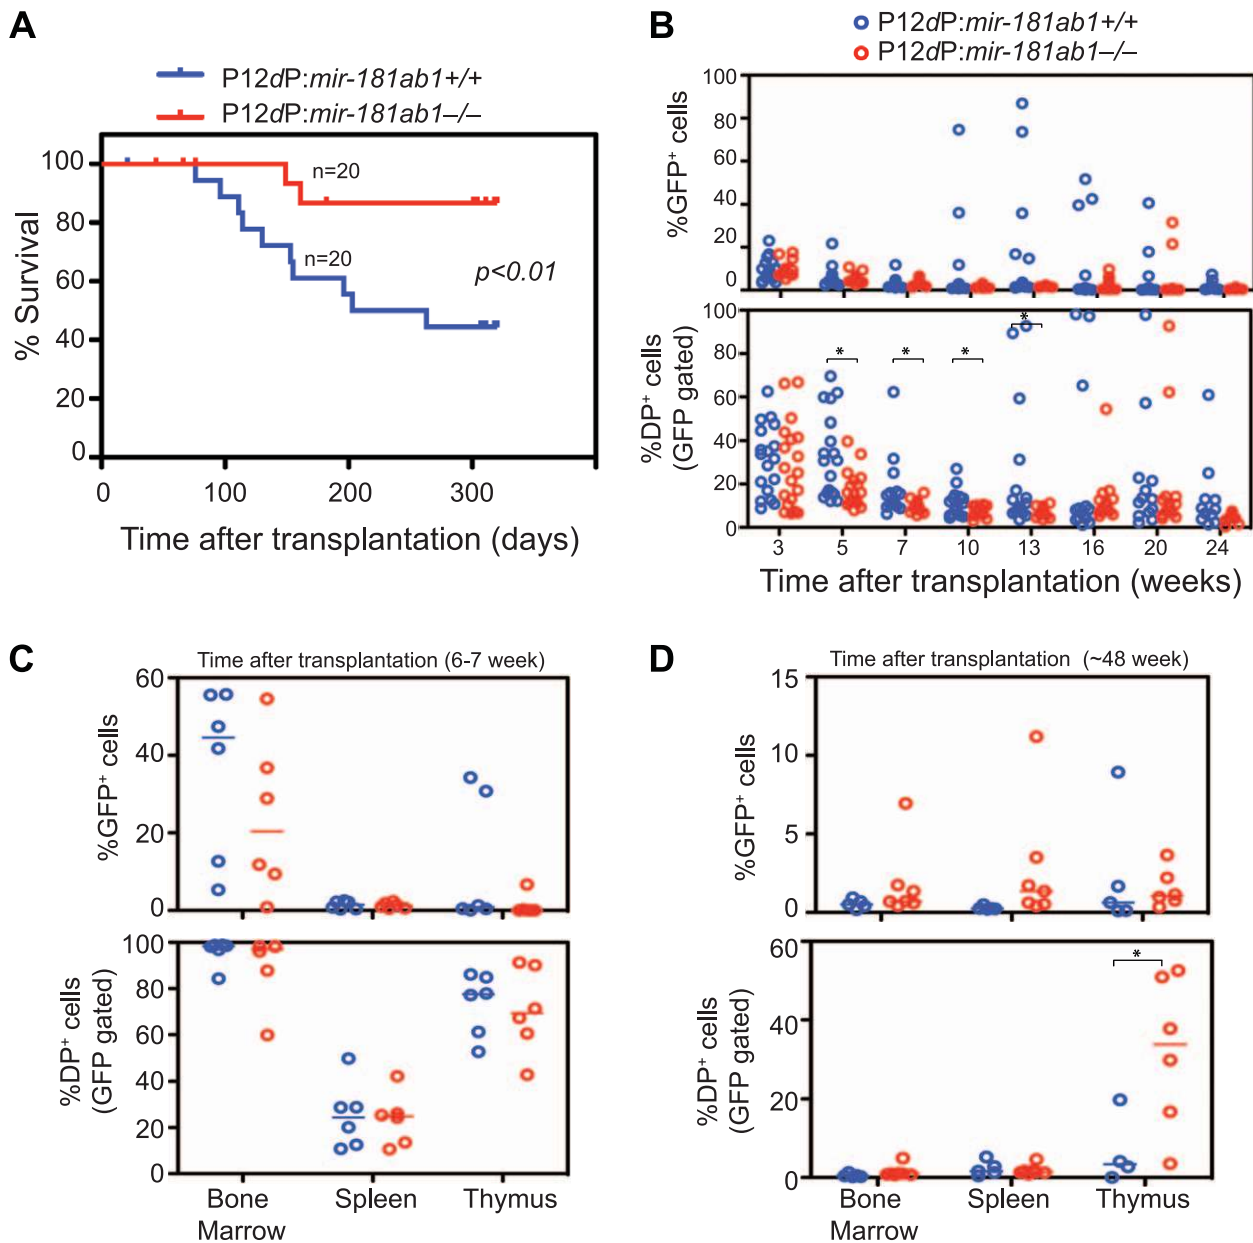 A
P12dP:mir-181ab1+/+
P12dP:mir-181ab1–/–
100
80
60
40
20
0
% Survival
n=20
n=20
p<0.01
0
100
200
300
Time after transplantation (days)
B
P12dP:mir-181ab1+/+
P12dP:mir-181ab1–/–
100
80
60
40
20
0
%GFP+ cells
100
80
60
40
20
0
%DP+ cells
(GFP gated)
*
*
*
*
3
5
7
10
13
16
20
24
Time after transplantation (weeks)
C
Time after transplantation (6-7 week)
60
40
20
0
%GFP+ cells
100
80
60
40
20
0
%DP+ cells
(GFP gated)
Bone
Marrow
Spleen
Thymus
D
Time after transplantation (~48 week)
15
10
5
0
%GFP+ cells
60
40
20
0
%DP+ cells
(GFP gated)
*
Bone
Marrow
Spleen
Thymus